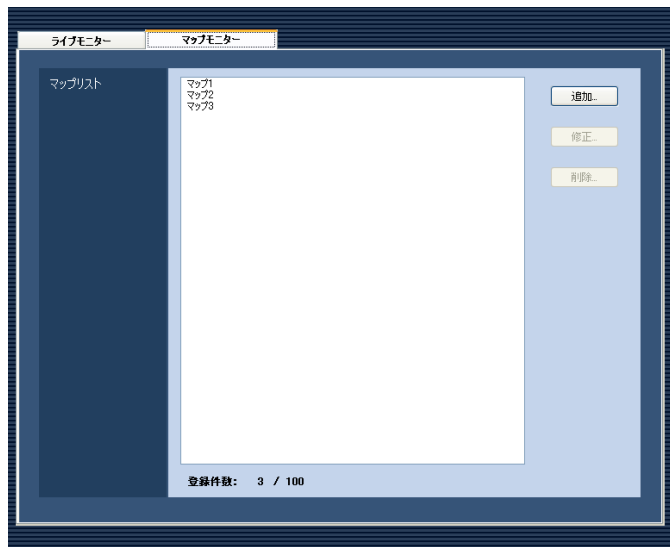 ライブモニター
マップモニター
マップリスト
マップ1
マップ2
マップ3
追加...
修正...
削除...
登録件数: 3 / 100